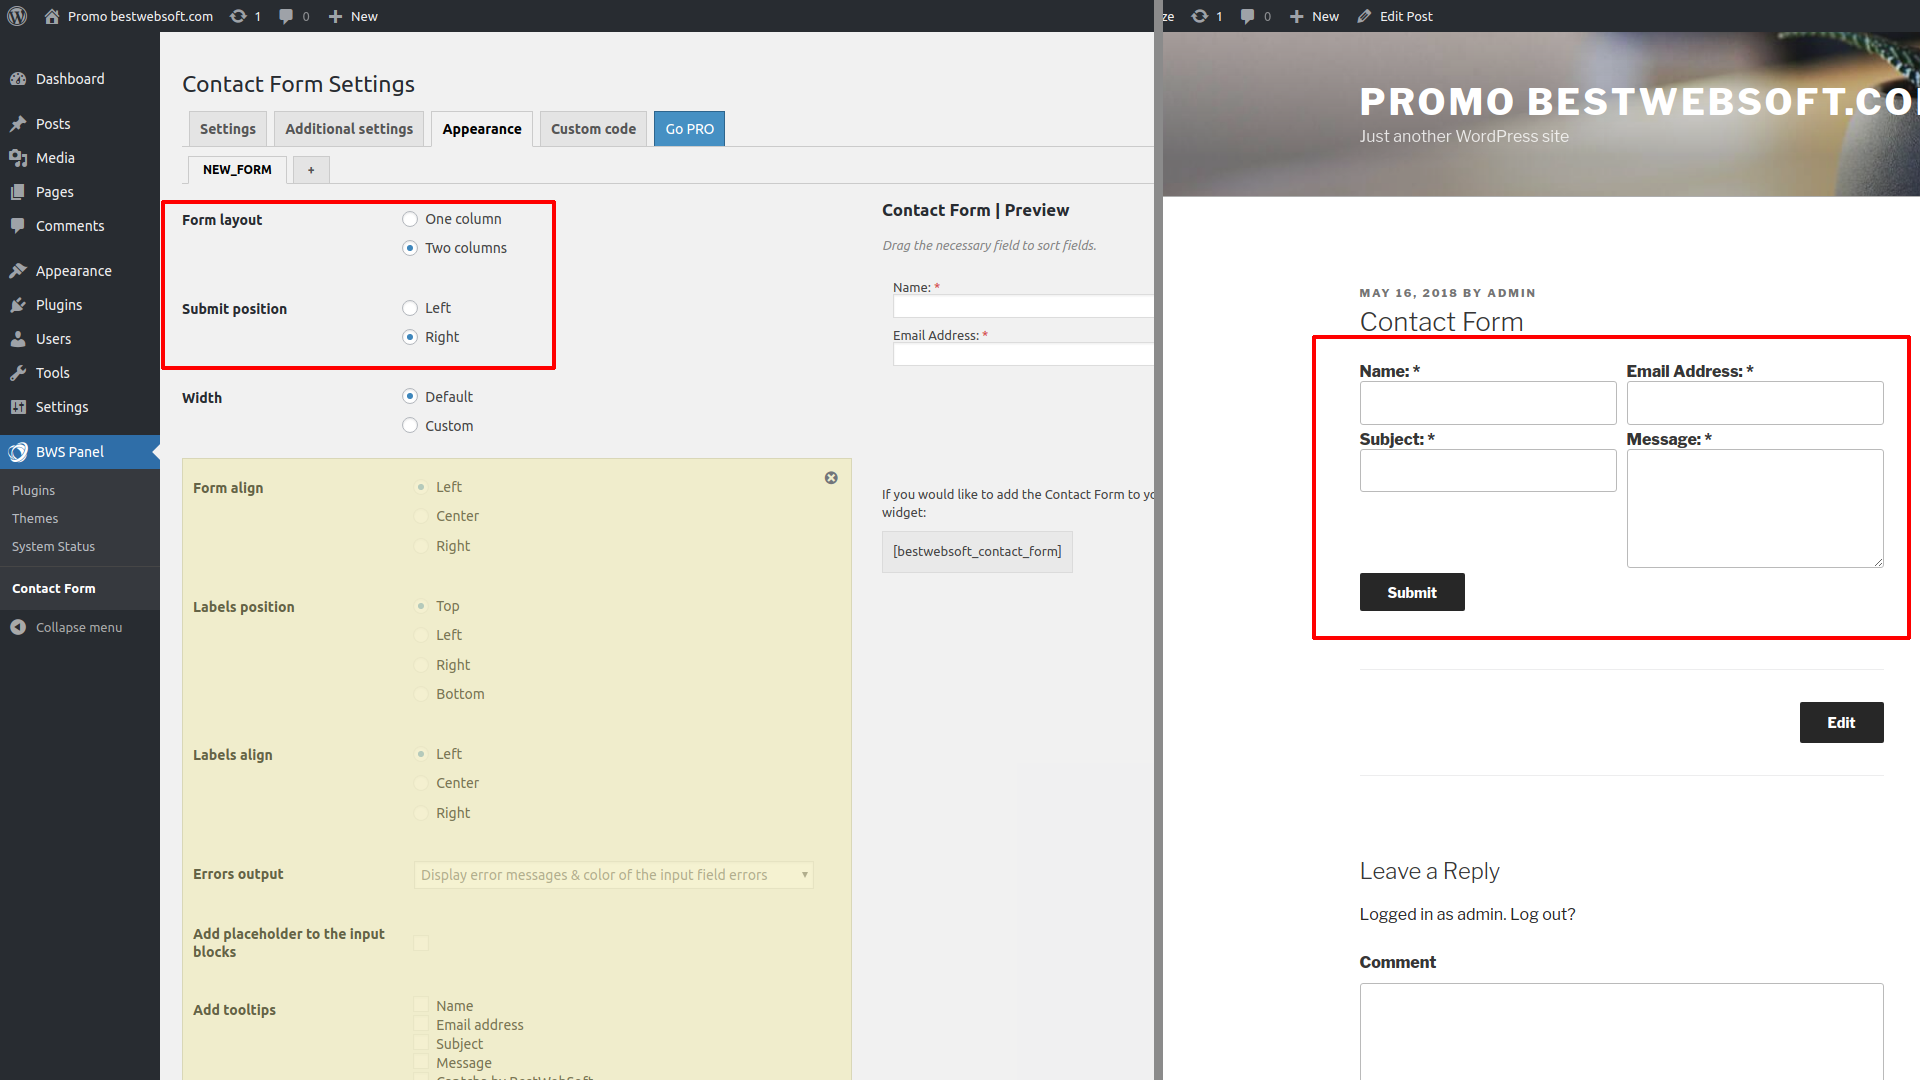 Promo bestwebsoft.com 1 0 New
Dashboard
Posts
Media
Pages
Comments
Appearance
Plugins
Users
Tools
Settings
BWS Panel
Plugins
Themes
System Status
Contact Form
Collapse menu
Contact Form Settings
Settings Additional settings Appearance Custom code Go PRO
NEW_FORM +
Form layout
One column
Two columns
Submit position
Left
Right
Width
Default
Custom
Form align
Left
Center
Right
Labels position
Top
Left
Right
Bottom
Labels align
Left
Center
Right
Errors output
Display error messages & color of the input field errors
Add placeholder to the input
blocks
Add tooltips
Name
Email address
Subject
Message
Contact Form | Preview
Drag the necessary field to sort fields.
Name: *
Email Address: *
If you would like to add the Contact Form to yo
widget:
[bestwebsoft_contact_form]
ze 1 0 New Edit Post
PROMO BESTWEBSOFT.CO
Just another WordPress site
MAY 16, 2018 BY ADMIN
Contact Form
Name: * Email Address: *
Subject: * Message: *
Submit
Edit
Leave a Reply
Logged in as admin. Log out?
Comment